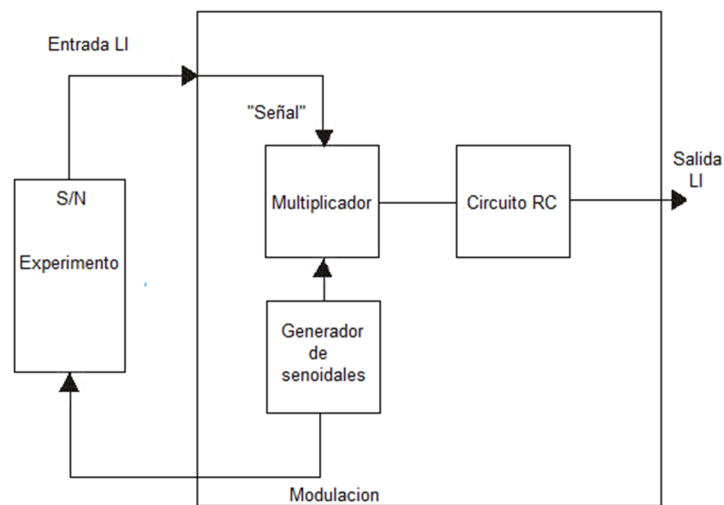 Entrada LI
"Señal"
S/N
Experimento
Multiplicador
Circuito RC
Salida
LI
Generador
de
senoidales
Modulacion